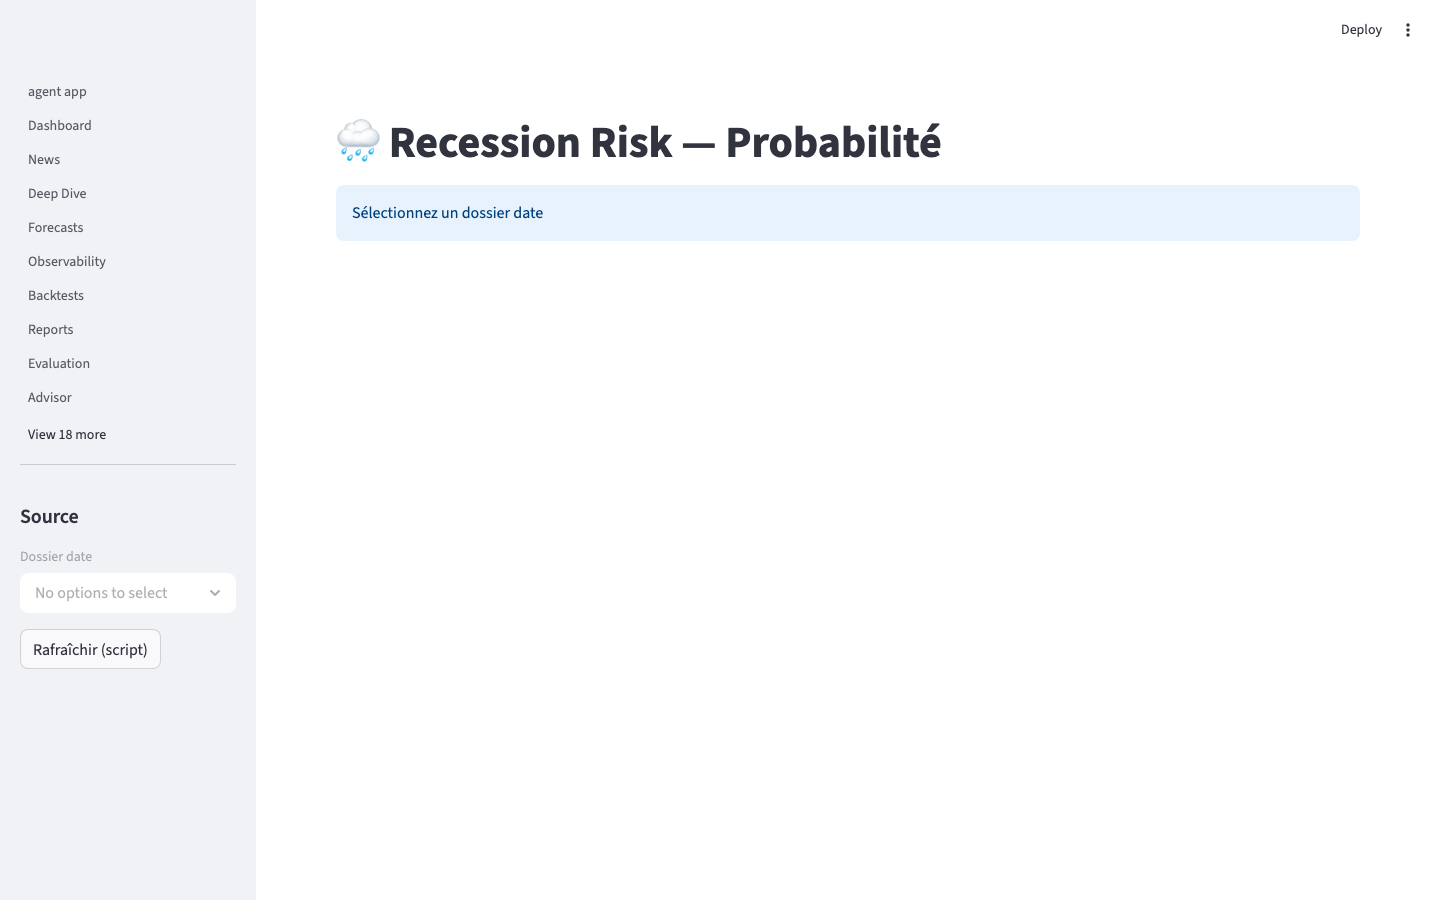 Deploy
agent app
Dashboard
News
Deep Dive
Forecasts
Observability
Backtests
Reports
Evaluation
Advisor
View 18 more
Source
Dossier date
No options to select
Rafraîchir (script)
Recession Risk — Probabilité
Sélectionnez un dossier date